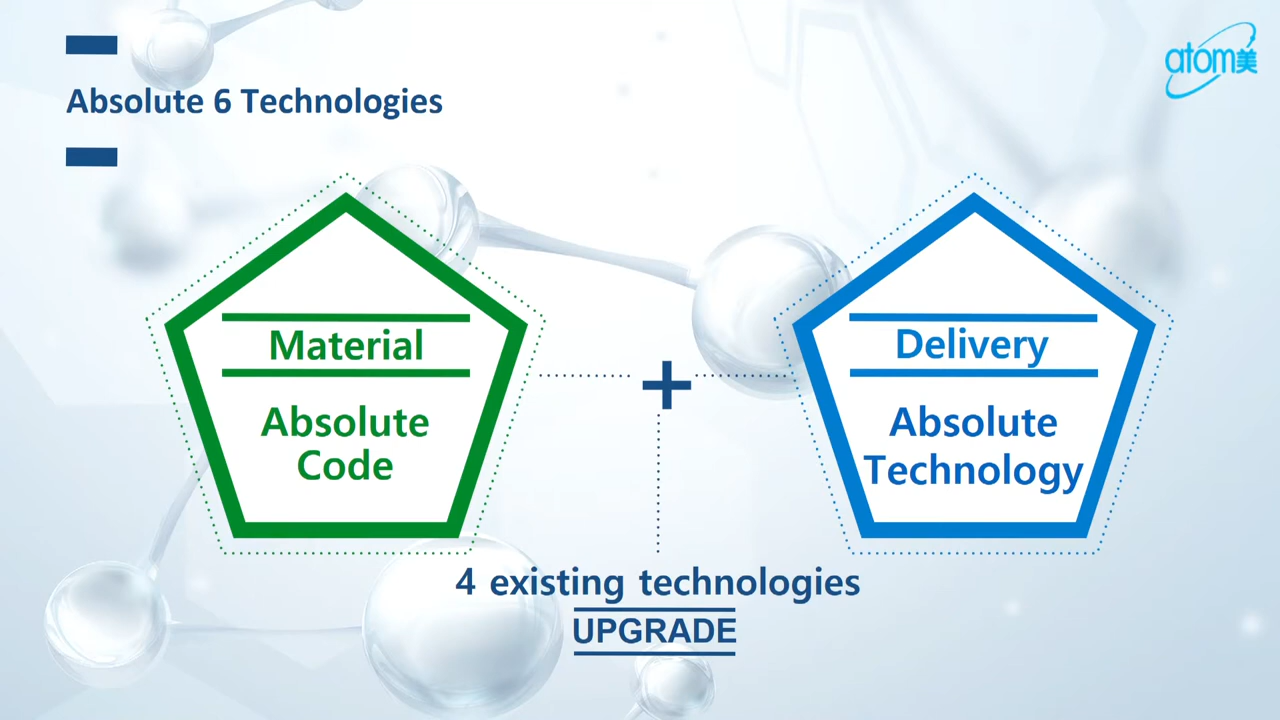 Absolute 6 Technologies
atom美
Material
Absolute
Code
Delivery
Absolute
Technology
4 existing technologies
UPGRADE